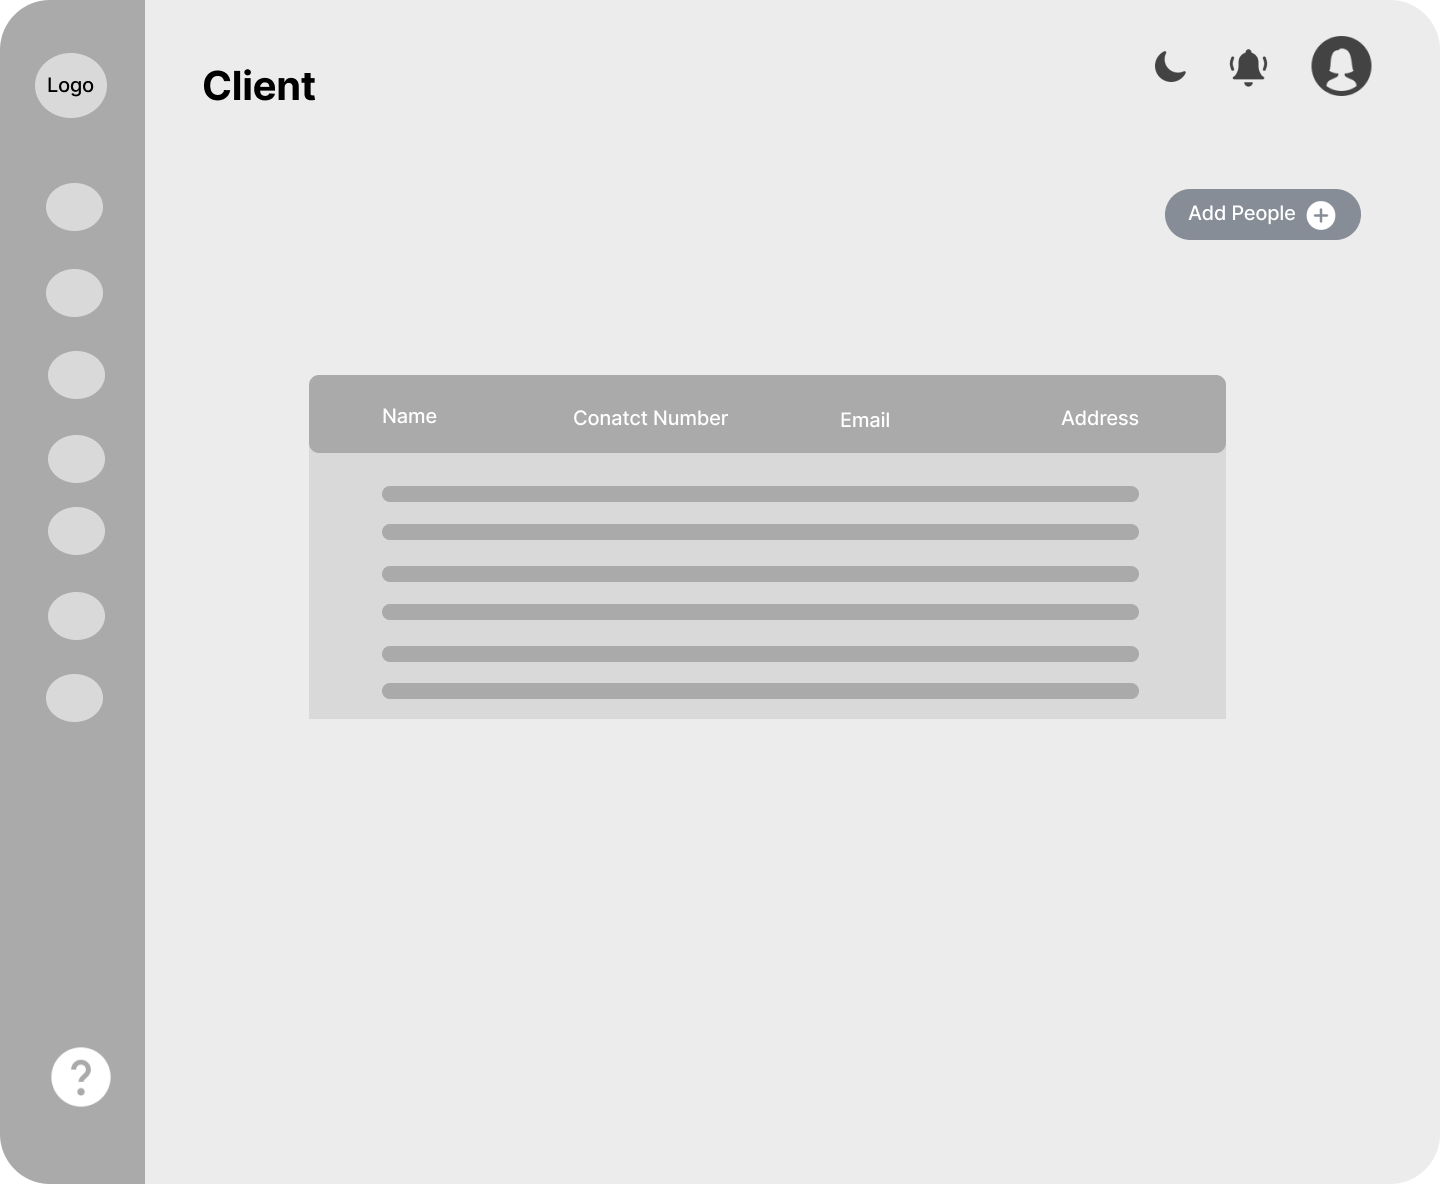 Logo
Client
Add People
Name Conatct Number Email Address
?